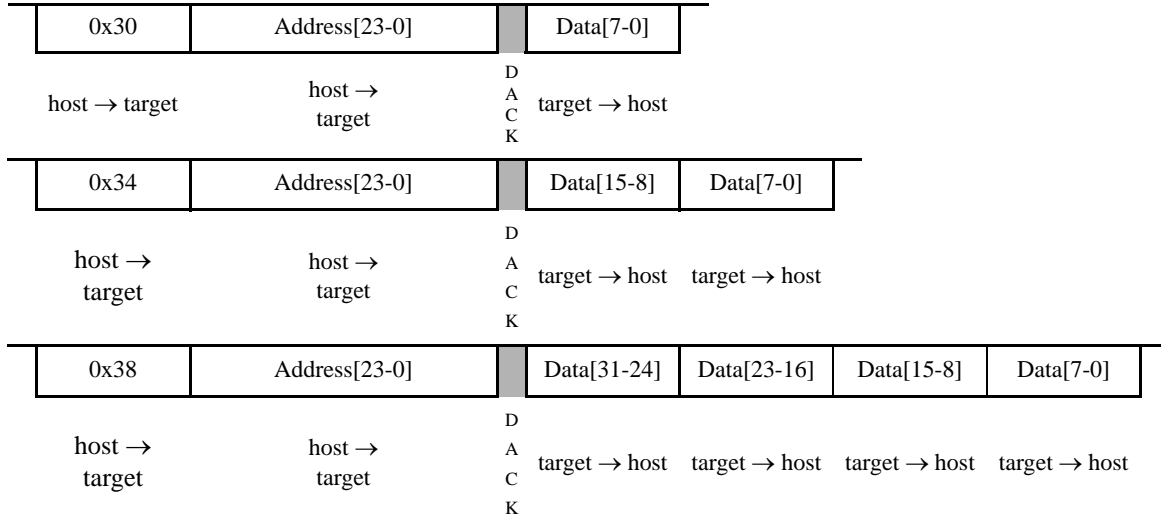 0x30 Address[23-0] Data[7-0]
host → target host → target D A C K target → host
0x34 Address[23-0] Data[15-8] Data[7-0]
host → target host → target D A C K target → host target → host
0x38 Address[23-0] Data[31-24] Data[23-16] Data[15-8] Data[7-0]
host → target host → target D A C K target → host target → host target → host target → host